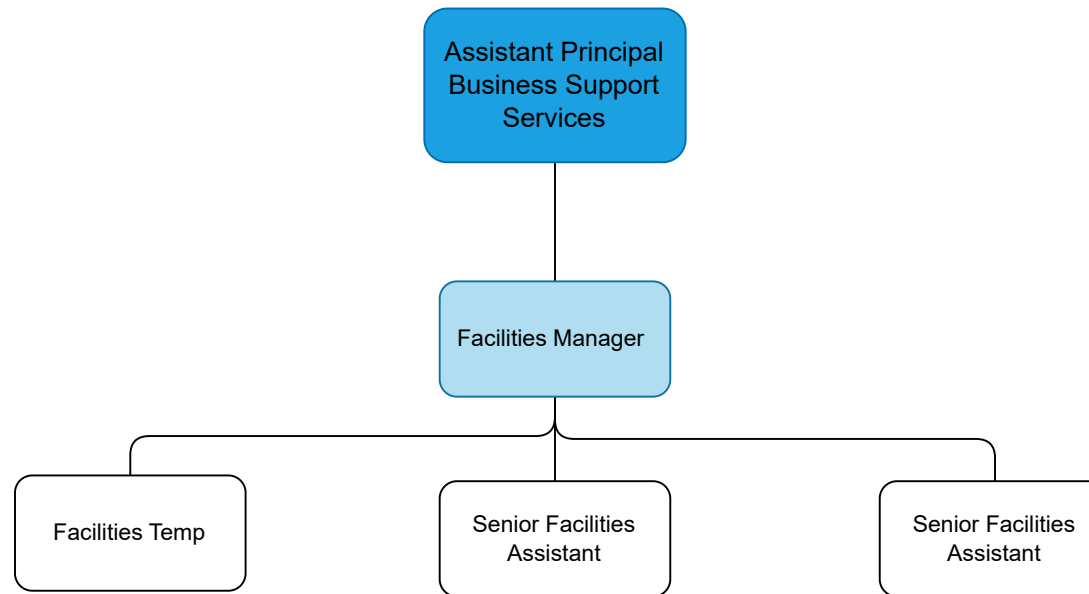 Assistant Principal
Business Support
Services
Facilities Manager
Facilities Temp
Senior Facilities
Assistant
Senior Facilities
Assistant